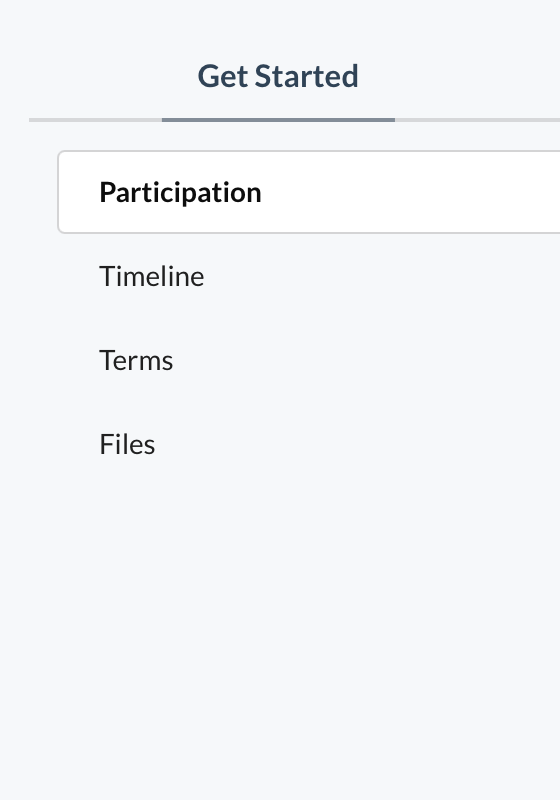 Get Started
Participation
Timeline
Terms
Files